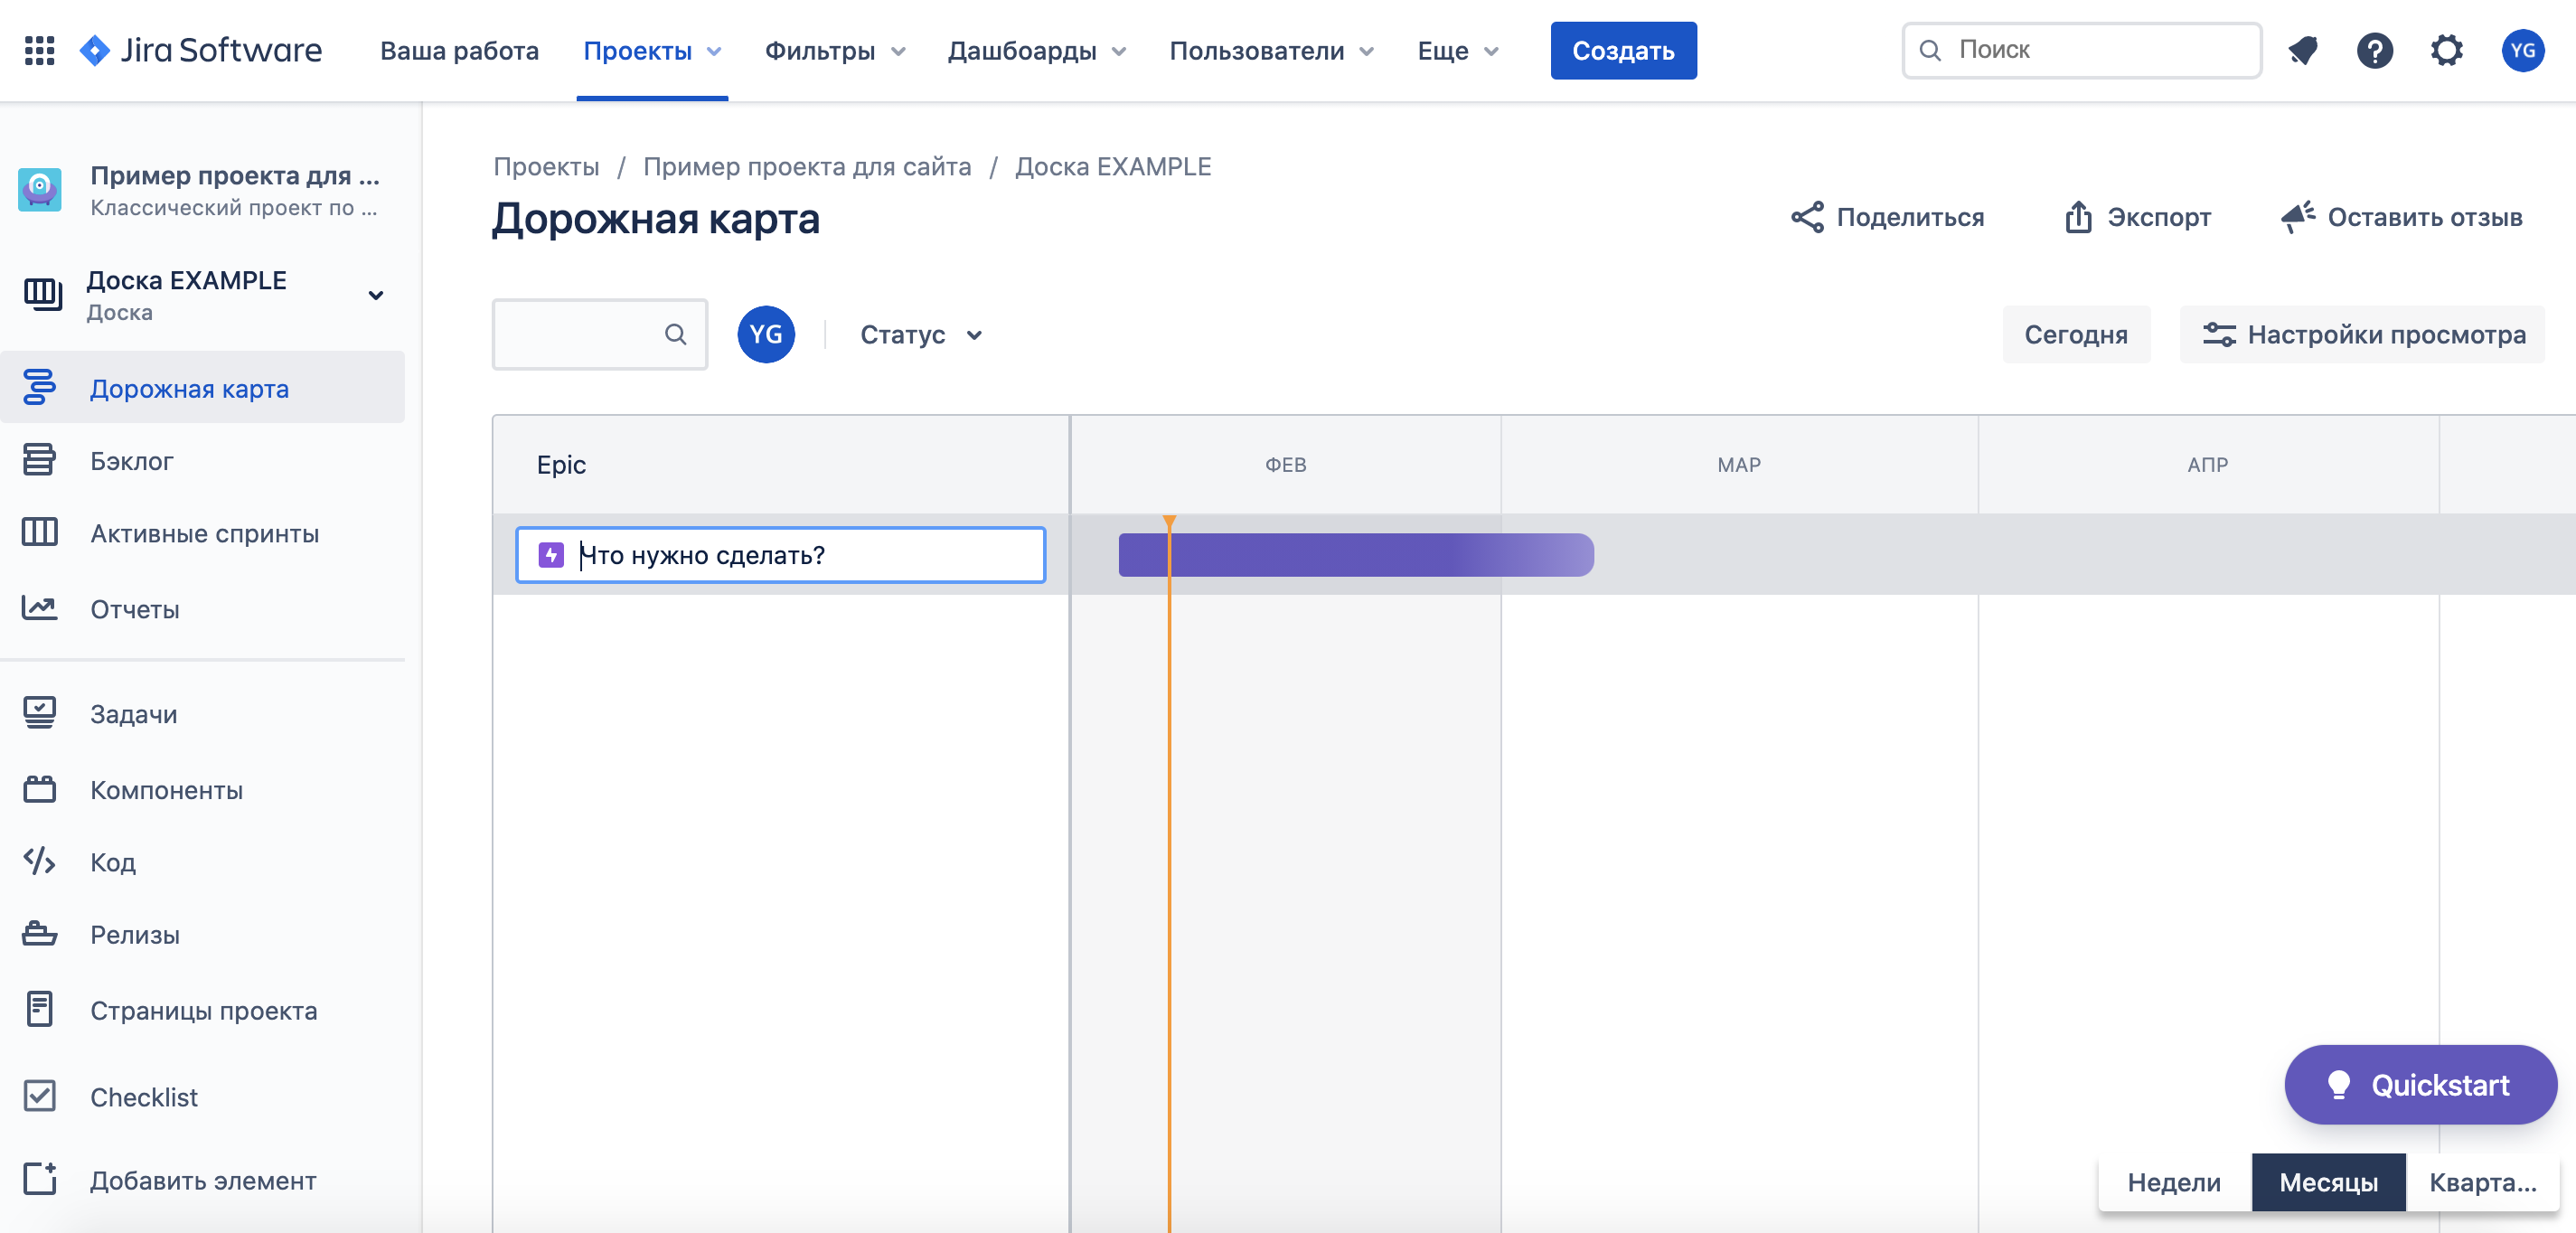 Jira Software
Ваша работа
Проекты
Фильтры
Дашборды
Пользователи
Еще
Создать
Поиск
YG
Пример проекта для ...
Классический проект по ...
Доска EXAMPLE
Доска
Дорожная карта
Бэклог
Активные спринты
Отчеты
Задачи
Компоненты
Код
Релизы
Страницы проекта
Checklist
Добавить элемент
Проекты / Пример проекта для сайта / Доска EXAMPLE
Дорожная карта
Поделиться
Экспорт
Оставить отзыв
YG
Статус
Сегодня
Настройки просмотра
Epic
ФЕВ
МАР
АПР
Что нужно сделать?
Quickstart
Недели
Месяцы
Кварта...